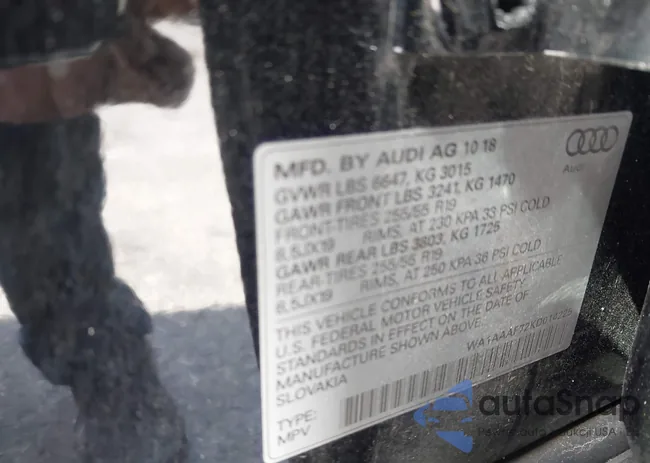 MFD. BY AUDI AG 10 18
GVWR LBS 6647, KG 3015
GAWR FRONT LBS 3241, KG 1470
FRONT-TIRES 255/55 R19
8,5JX19 RIMS, AT 230 KPA 33 PSI COLD
GAWR REAR LBS 3803, KG 1725
REAR-TIRES 255/55 R19
8,5JX19 RIMS, AT 250 KPA 36 PSI COLD
THIS VEHICLE CONFORMS TO ALL APPLICABLE
U.S. FEDERAL MOTOR VEHICLE SAFETY
STANDARDS IN EFFECT ON THE DATE OF
MANUFACTURE SHOWN ABOVE.
SLOVAKIA
TYPE:
MPV
Audi
autaSnap